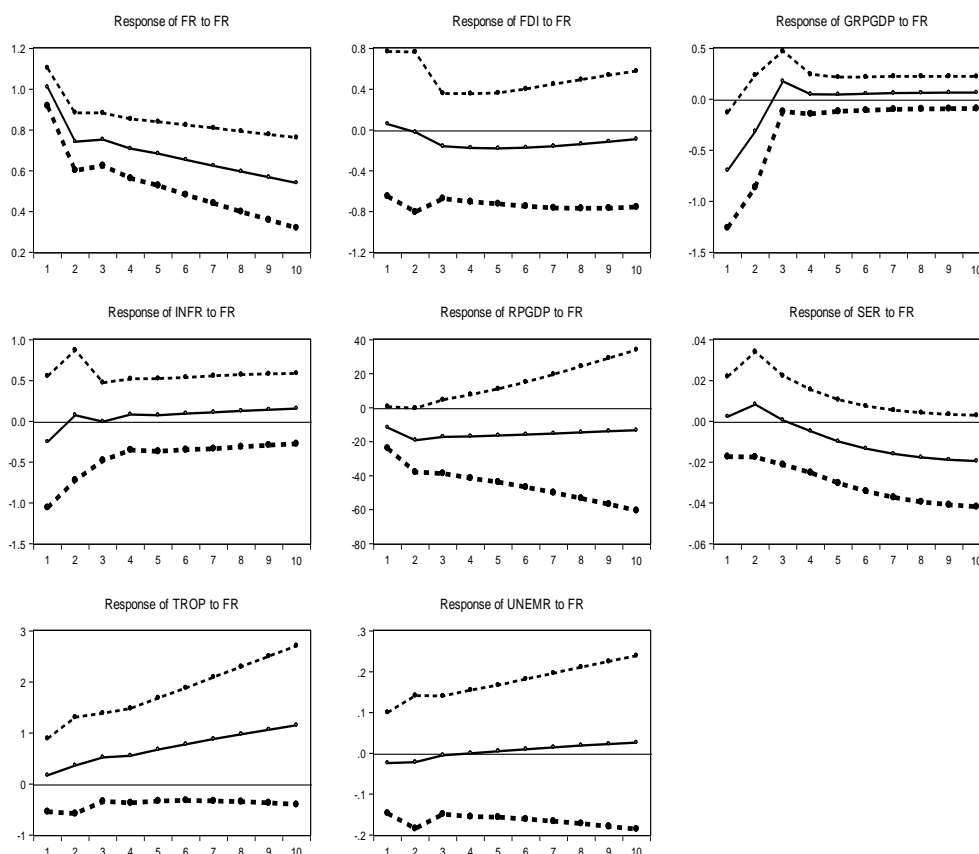 Response of FR to FR
Response of FDI to FR
Response of GRPGDP to FR
1.2
1.0
0.8
0.6
0.4
0.2
1 2 3 4 5 6 7 8 9 10
0.8
0.4
0.0
-0.4
-0.8
-1.2
1 2 3 4 5 6 7 8 9 10
0.5
0.0
-0.5
-1.0
-1.5
1 2 3 4 5 6 7 8 9 10
Response of INFR to FR
Response of RPGDP to FR
Response of SER to FR
1.0
0.5
0.0
-0.5
-1.0
-1.5
1 2 3 4 5 6 7 8 9 10
40
20
0
-20
-40
-60
-80
1 2 3 4 5 6 7 8 9 10
.04
.02
.00
-.02
-.04
-.06
1 2 3 4 5 6 7 8 9 10
Response of TROP to FR
Response of UNEMR to FR
3
2
1
0
-1
1 2 3 4 5 6 7 8 9 10
.3
.2
.1
.0
-.1
-.2
1 2 3 4 5 6 7 8 9 10